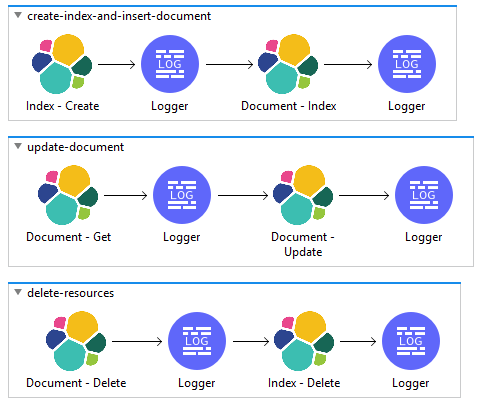 create-index-and-insert-document
LOG
LOG
Index - Create
Logger
Document - Index
Logger
update-document
LOG
LOG
Document - Get
Logger
Document -
Update
Logger
delete-resources
LOG
LOG
Document - Delete
Logger
Index - Delete
Logger